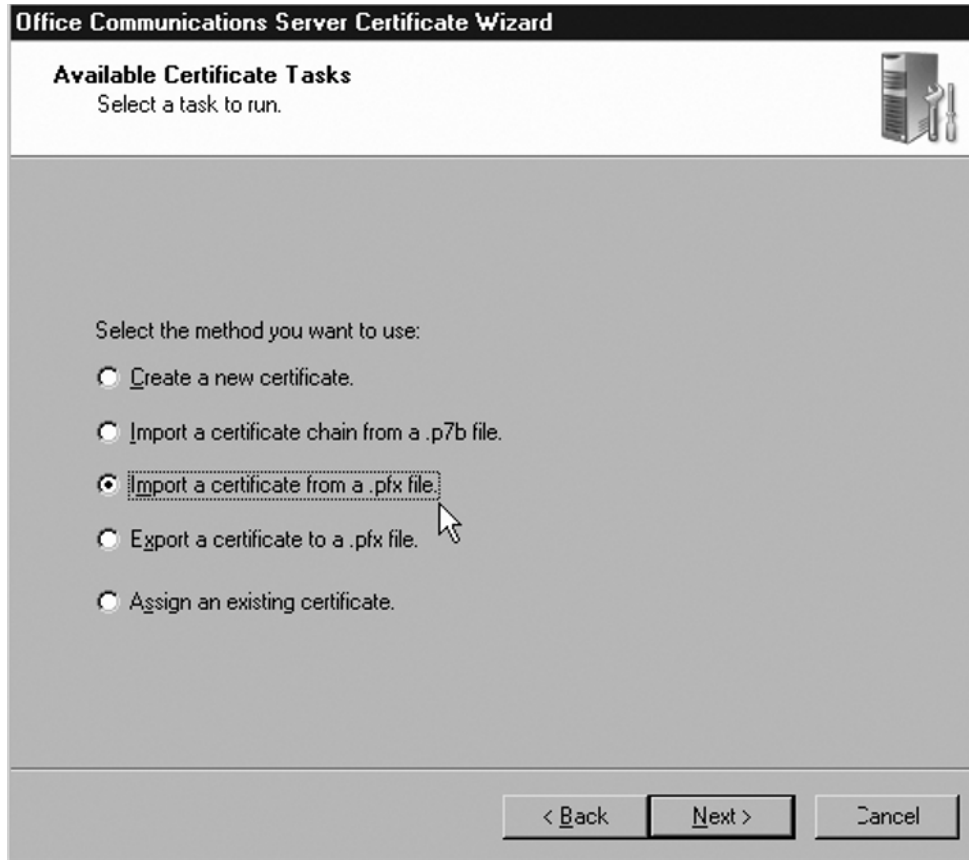 Office Communications Server Certificate Wizard
Available Certificate Tasks
Select a task to run.
Select the method you want to use:
Create a new certificate.
Import a certificate chain from a .p7b file.
Import a certificate from a .pfx file.
Export a certificate to a .pfx file.
Assign an existing certificate.
< Back
Next >
Cancel